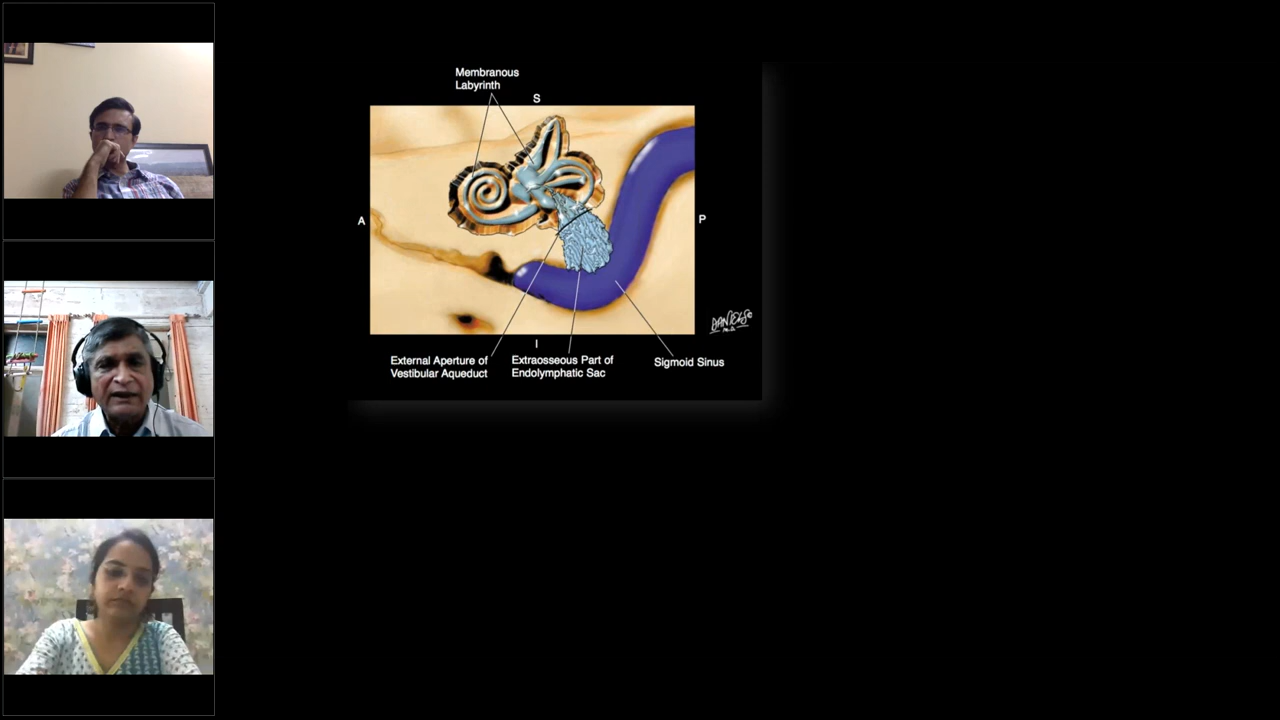 Membranous
Labyrinth
S
A
P
I
External Aperture of
Vestibular Aqueduct
Extraosseous Part of
Endolymphatic Sac
Sigmoid Sinus